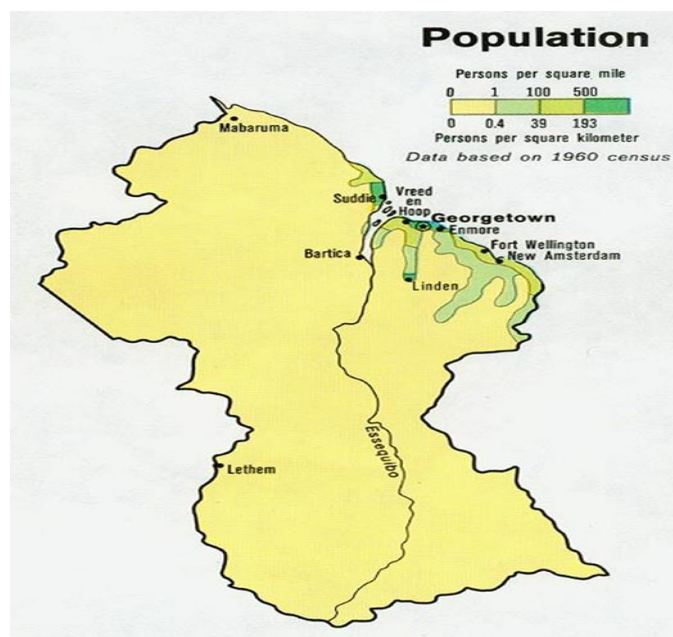 Population
Persons per square mile
0 1 100 500
0 0.4 39 193
Persons per square kilometer
Data based on 1960 census
Mabaruma
Suddie
Vreed
en
Hoop
Georgetown
Enmore
Fort Wellington
New Amsterdam
Bartica
Linden
Essequibo
Lethem